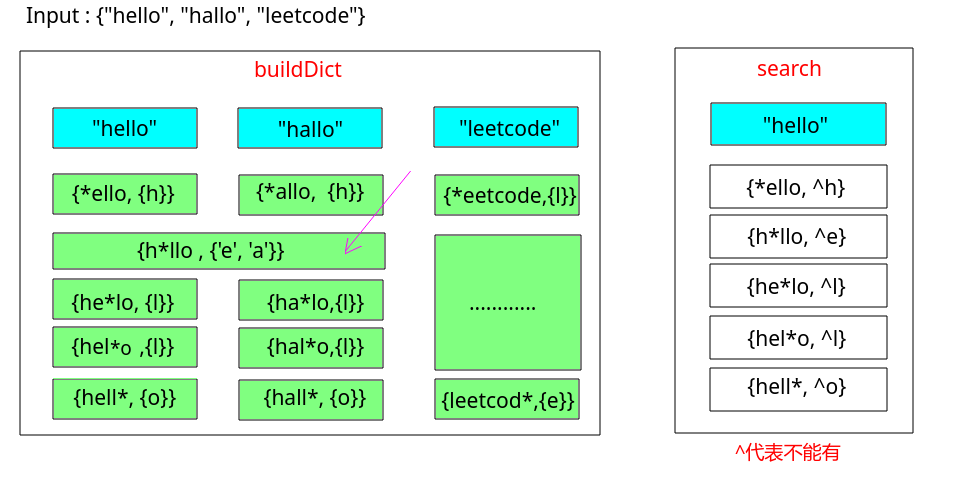 Input : {"hello", "hallo", "leetcode"}
buildDict
"hello" "hallo" "leetcode"
{*ello, {h}} {*allo, {h}} {*eetcode,{l}}
{h*llo , {'e', 'a'}}
{he*lo, {l}} {ha*lo,{l}} ............
{hel*o ,{l}} {hal*o,{l}}
{hell*, {o}} {hall*, {o}} {leetcod*,{e}}
search
"hello"
{*ello, ^h}
{h*llo, ^e}
{he*lo, ^l}
{hel*o, ^l}
{hell*, ^o}
^代表不能有